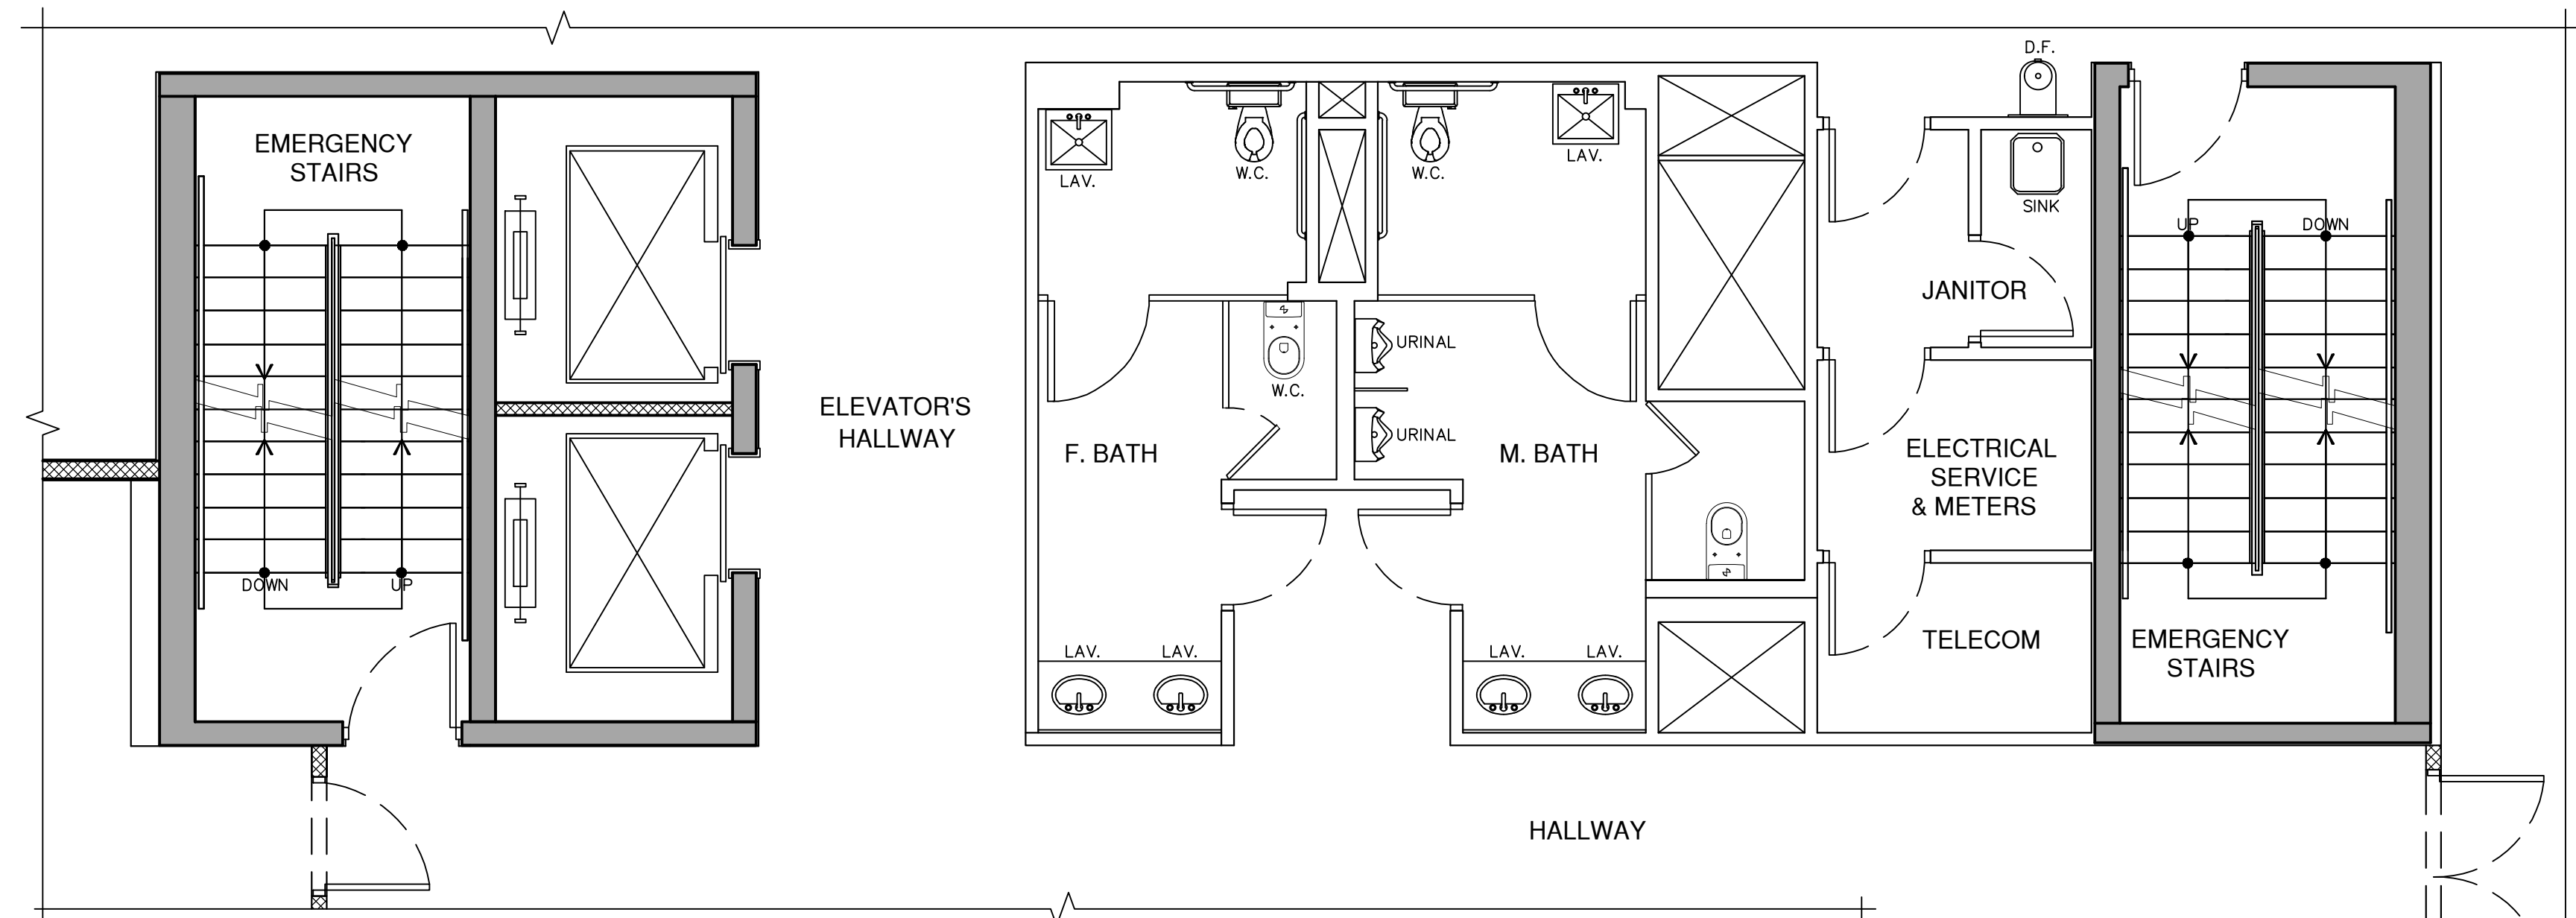 D.F.
EMERGENCY
STAIRS
LAV.
W.C.
W.C.
LAV.
SINK
UP
DOWN
JANITOR
URINAL
W.C.
ELEVATOR'S
HALLWAY
URINAL
F. BATH
M. BATH
ELECTRICAL
SERVICE
& METERS
DOWN
UP
LAV.
LAV.
LAV.
LAV.
TELECOM
EMERGENCY
STAIRS
HALLWAY